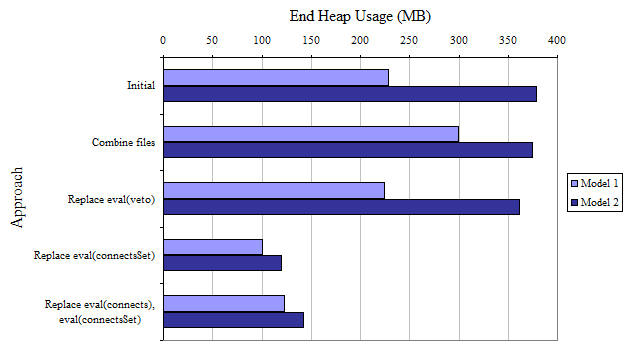 End Heap Usage (MB)
0 50 100 150 200 250 300 350 400
Initial
Combine files
Replace eval(veto)
Replace eval(connectsSet)
Replace eval(connects),
eval(connectsSet)
Approach
Model 1
Model 2